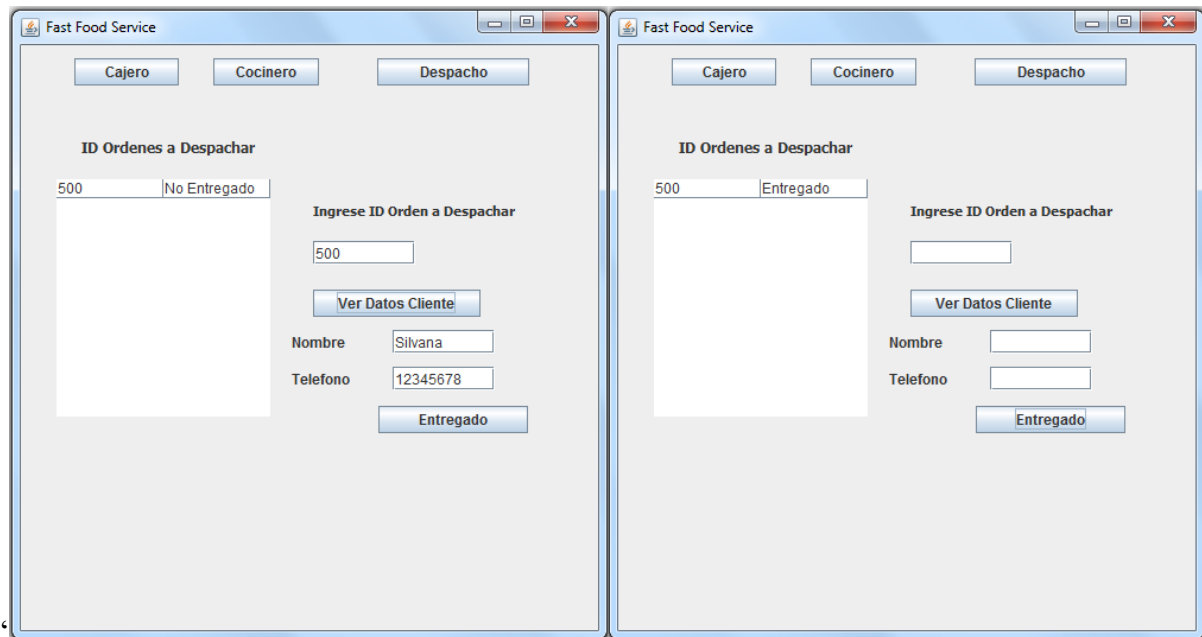 Fast Food Service
Cajero Cocinero Despacho
ID Ordenes a Despachar
500 No Entregado
Ingrese ID Orden a Despachar
500
Ver Datos Cliente
Nombre Silvana
Telefono 12345678
Entregado
Fast Food Service
Cajero Cocinero Despacho
ID Ordenes a Despachar
500 Entregado
Ingrese ID Orden a Despachar
Ver Datos Cliente
Nombre
Telefono
Entregado
‘